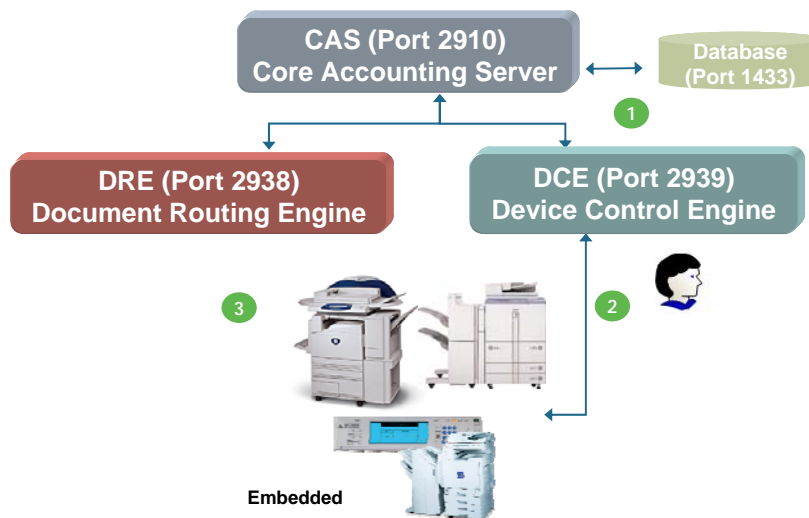 CAS (Port 2910)
Core Accounting Server
Database
(Port 1433)
1
DRE (Port 2938)
Document Routing Engine
DCE (Port 2939)
Device Control Engine
3
2
Embedded